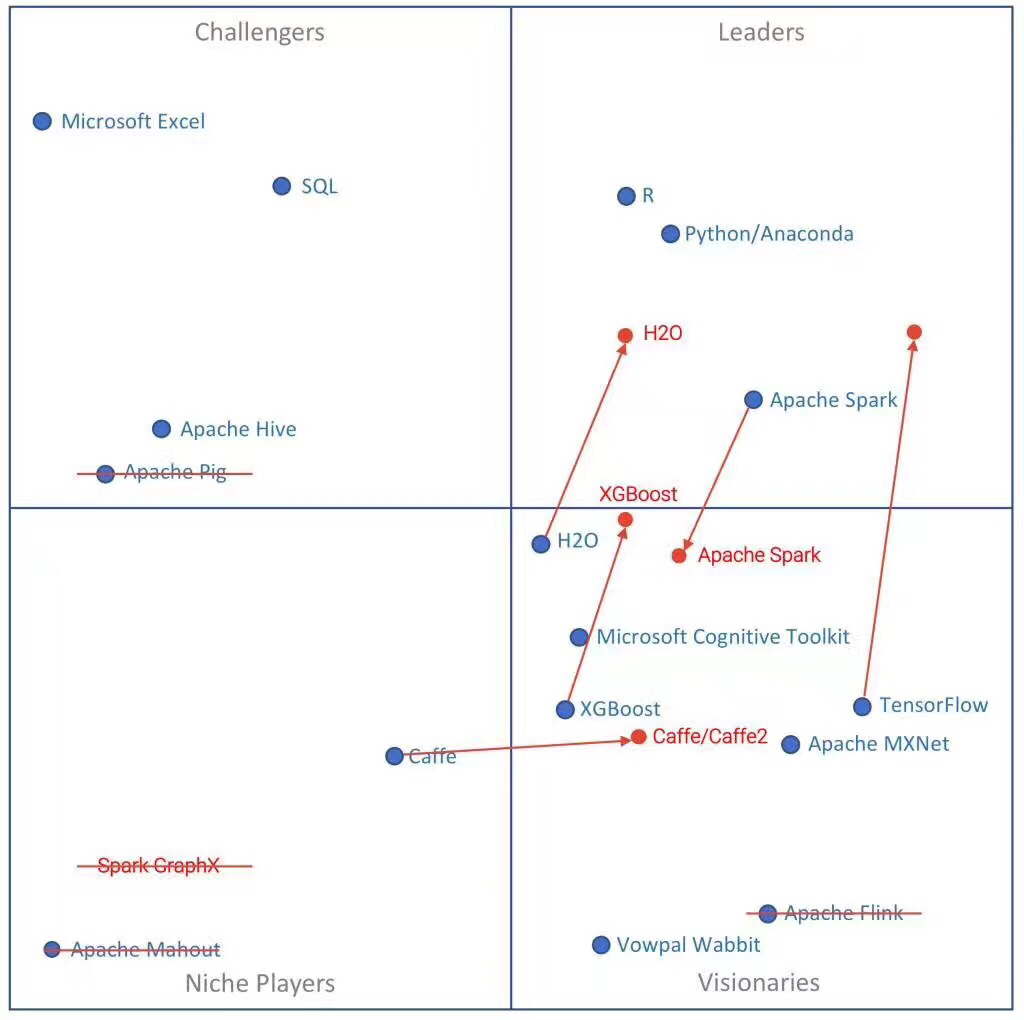 Challengers
Leaders
Microsoft Excel
SQL
R
Python/Anaconda
H2O
Apache Spark
Apache Hive
Apache Pig
XGBoost
H2O
Apache Spark
Microsoft Cognitive Toolkit
XGBoost
TensorFlow
Caffe/Caffe2
Apache MXNet
Caffe
Spark GraphX
Apache Flink
Vowpal Wabbit
Apache Mahout
Niche Players
Visionaries